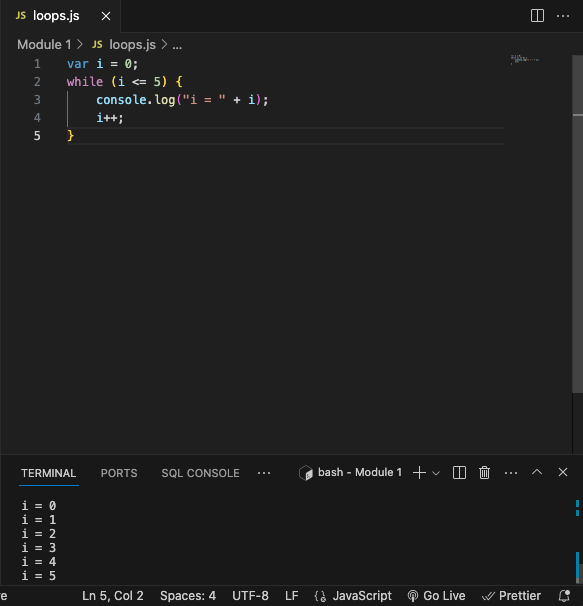 JS loops.js ×
Module 1 > JS loops.js > ...
1 var i = 0;
2 while (i <= 5) {
3 console.log("i = " + i);
4 i++;
5 }
TERMINAL PORTS SQL CONSOLE ... bash - Module 1
i = 0
i = 1
i = 2
i = 3
i = 4
i = 5
Ln 5, Col 2 Spaces: 4 UTF-8 LF {} JavaScript Go Live Prettier